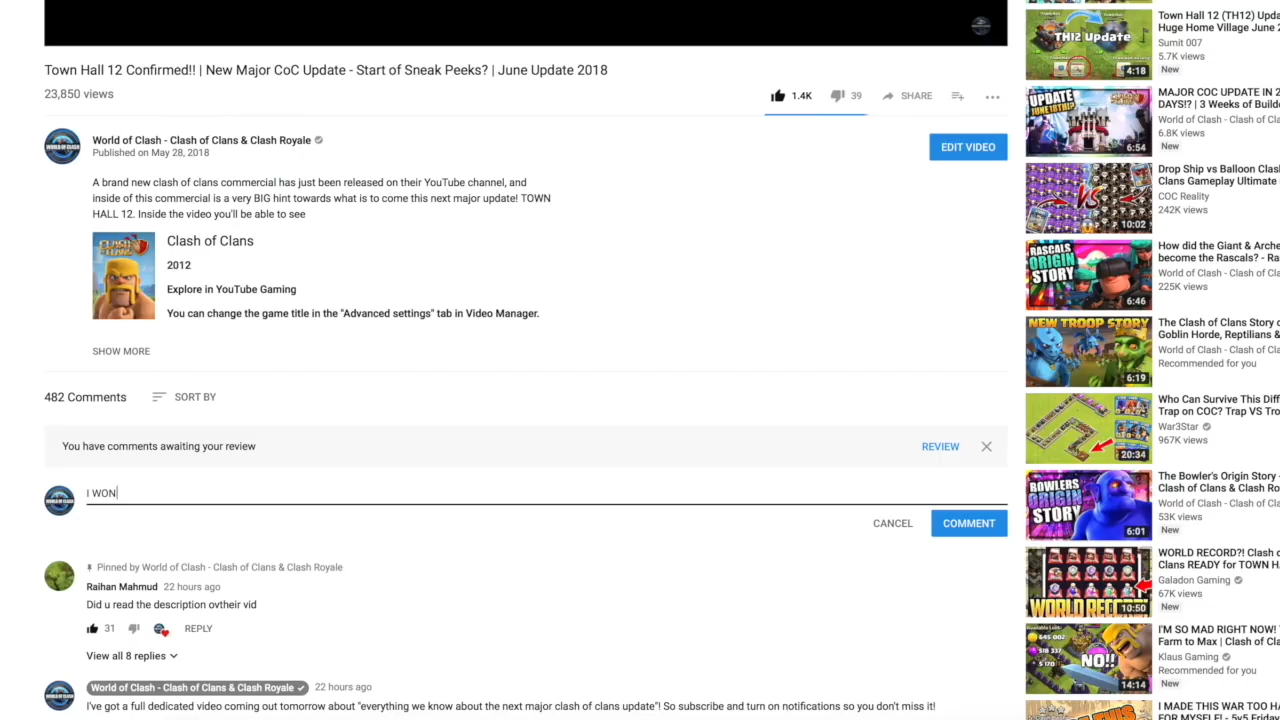 Town Hall 12 Confirmed!! | New Major CoC Update - Start of Sneak Peeks? | June Update 2018
23,850 views
1.4K
39
SHARE
World of Clash - Clash of Clans & Clash Royale
Published on May 28, 2018
EDIT VIDEO
A brand new clash of clans commercial has just been released on their YouTube channel, and
inside of this commercial is a very BIG hint towards what is to come this next major update! TOWN
HALL 12. Inside the video you'll be able to see
Clash of Clans
2012
Explore in YouTube Gaming
You can change the game title in the "Advanced settings" tab in Video Manager.
SHOW MORE
482 Comments
SORT BY
You have comments awaiting your review
REVIEW
I WON
CANCEL
COMMENT
Pinned by World of Clash - Clash of Clans & Clash Royale
Raihan Mahmud 22 hours ago
Did u read the description ovtheir vid
31
REPLY
View all 8 replies
World of Clash - Clash of Clans & Clash Royale 22 hours ago
I've got a full dedicated video coming out tomorrow about "everything we know about the next major clash of clans update"! So subscribe and turn on notifications so you don't miss it!
TH12 Update
4:18
Town Hall 12 (TH12) Upda
Huge Home Village June 2
Sumit 007
5.7K views
New
UPDATE
JUNE 18TH!?
6:54
MAJOR COC UPDATE IN 2
DAYS!? | 3 Weeks of Build
World of Clash - Clash of Cla
6.8K views
New
VS
10:02
Drop Ship vs Balloon Clash
Clans Gameplay Ultimate
COC Reality
242K views
RASCALS
ORIGIN
STORY
6:46
How did the Giant & Arche
become the Rascals? - Ra
World of Clash - Clash of Cla
225K views
NEW TROOP STORY
6:19
The Clash of Clans Story o
Goblin Horde, Reptilians &
World of Clash - Clash of Cla
Recommended for you
20:34
Who Can Survive This Diff
Trap on COC? Trap VS Tro
War3Star
967K views
BOWLERS
ORIGIN
STORY
6:01
The Bowler's Origin Story -
Clash of Clans & Clash Ro
World of Clash - Clash of Cla
53K views
New
WORLD RECORD?!
10:50
WORLD RECORD?! Clash o
Clans READY for TOWN HA
Galadon Gaming
67K views
New
NO!!
14:14
I'M SO MAD RIGHT NOW! T
Farm to Max | Clash of Cla
Klaus Gaming
Recommended for you
New
I MADE THIS WAR TOO HA
FOR MYSELF! - 5v5 Friend